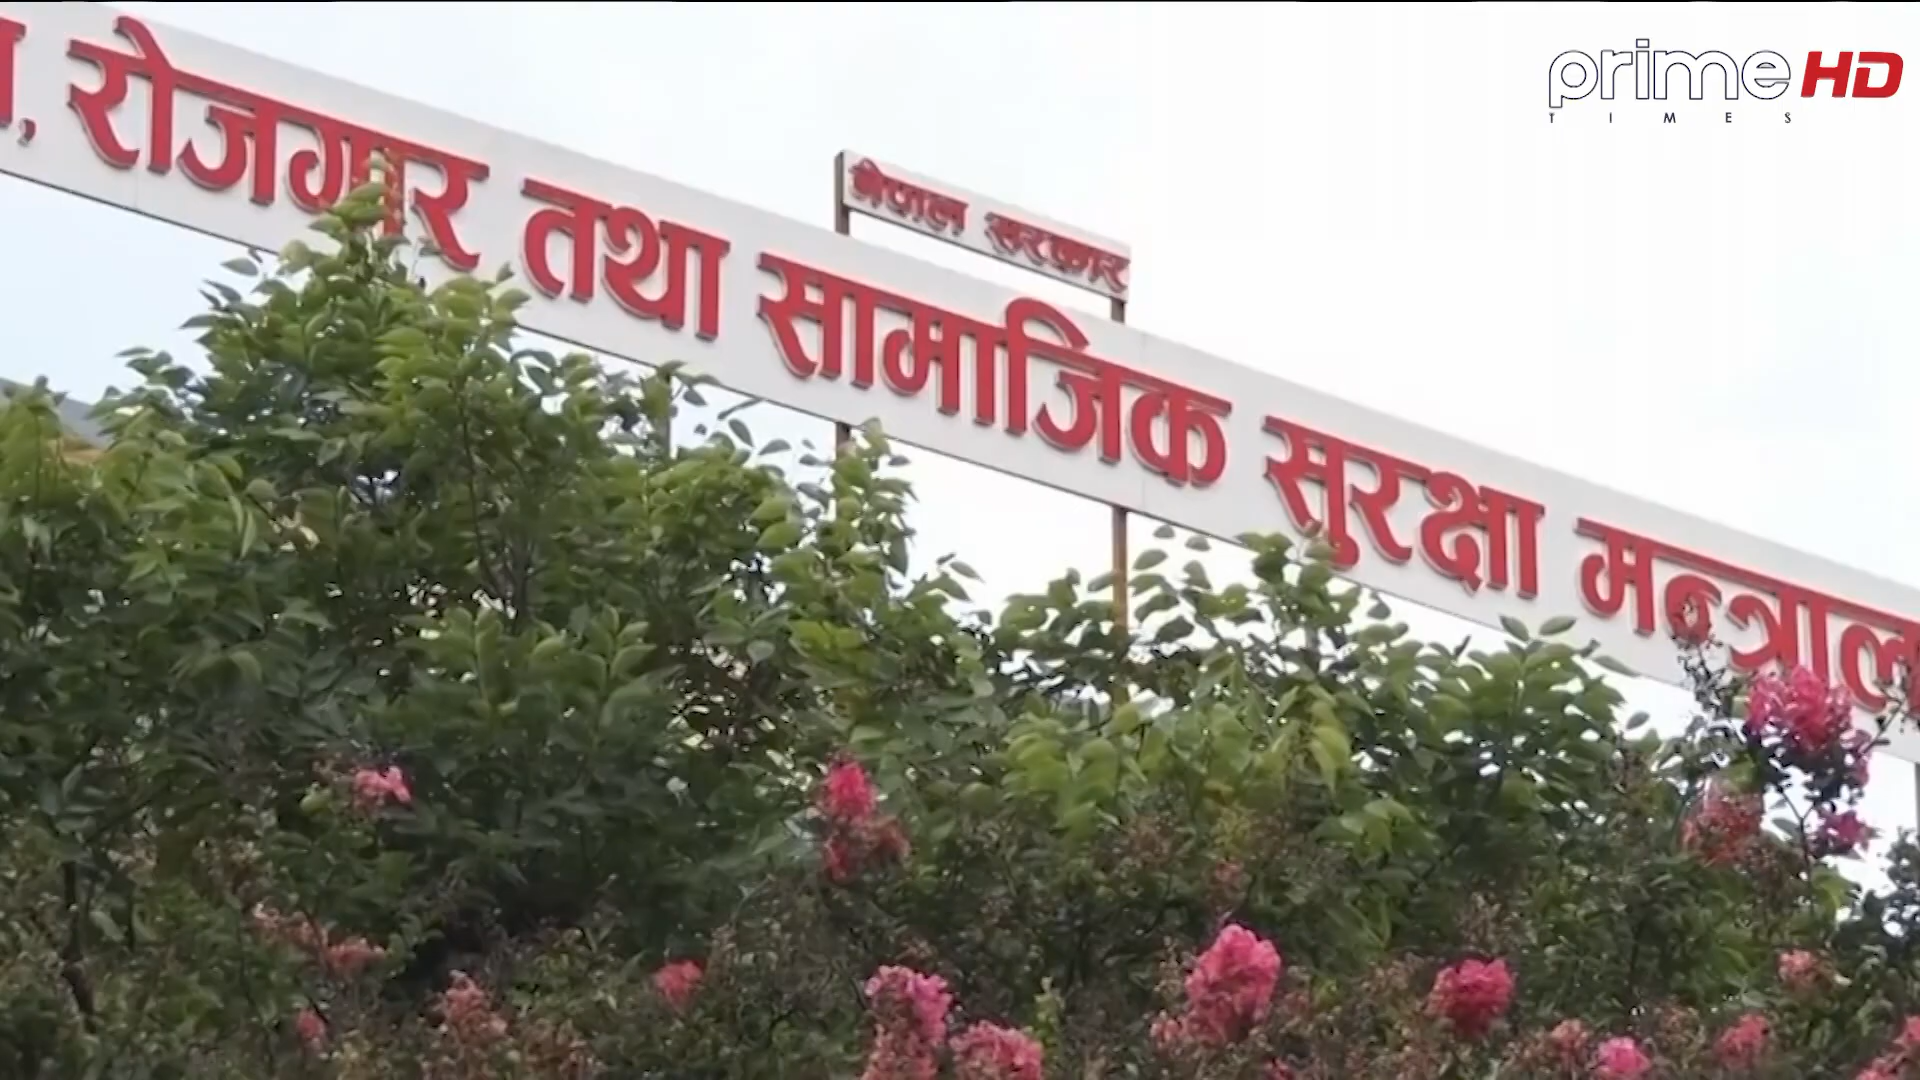 prime HD
TIMES
नेपाल सरकार
, रोजगार तथा सामाजिक सुरक्षा मन्त्राल